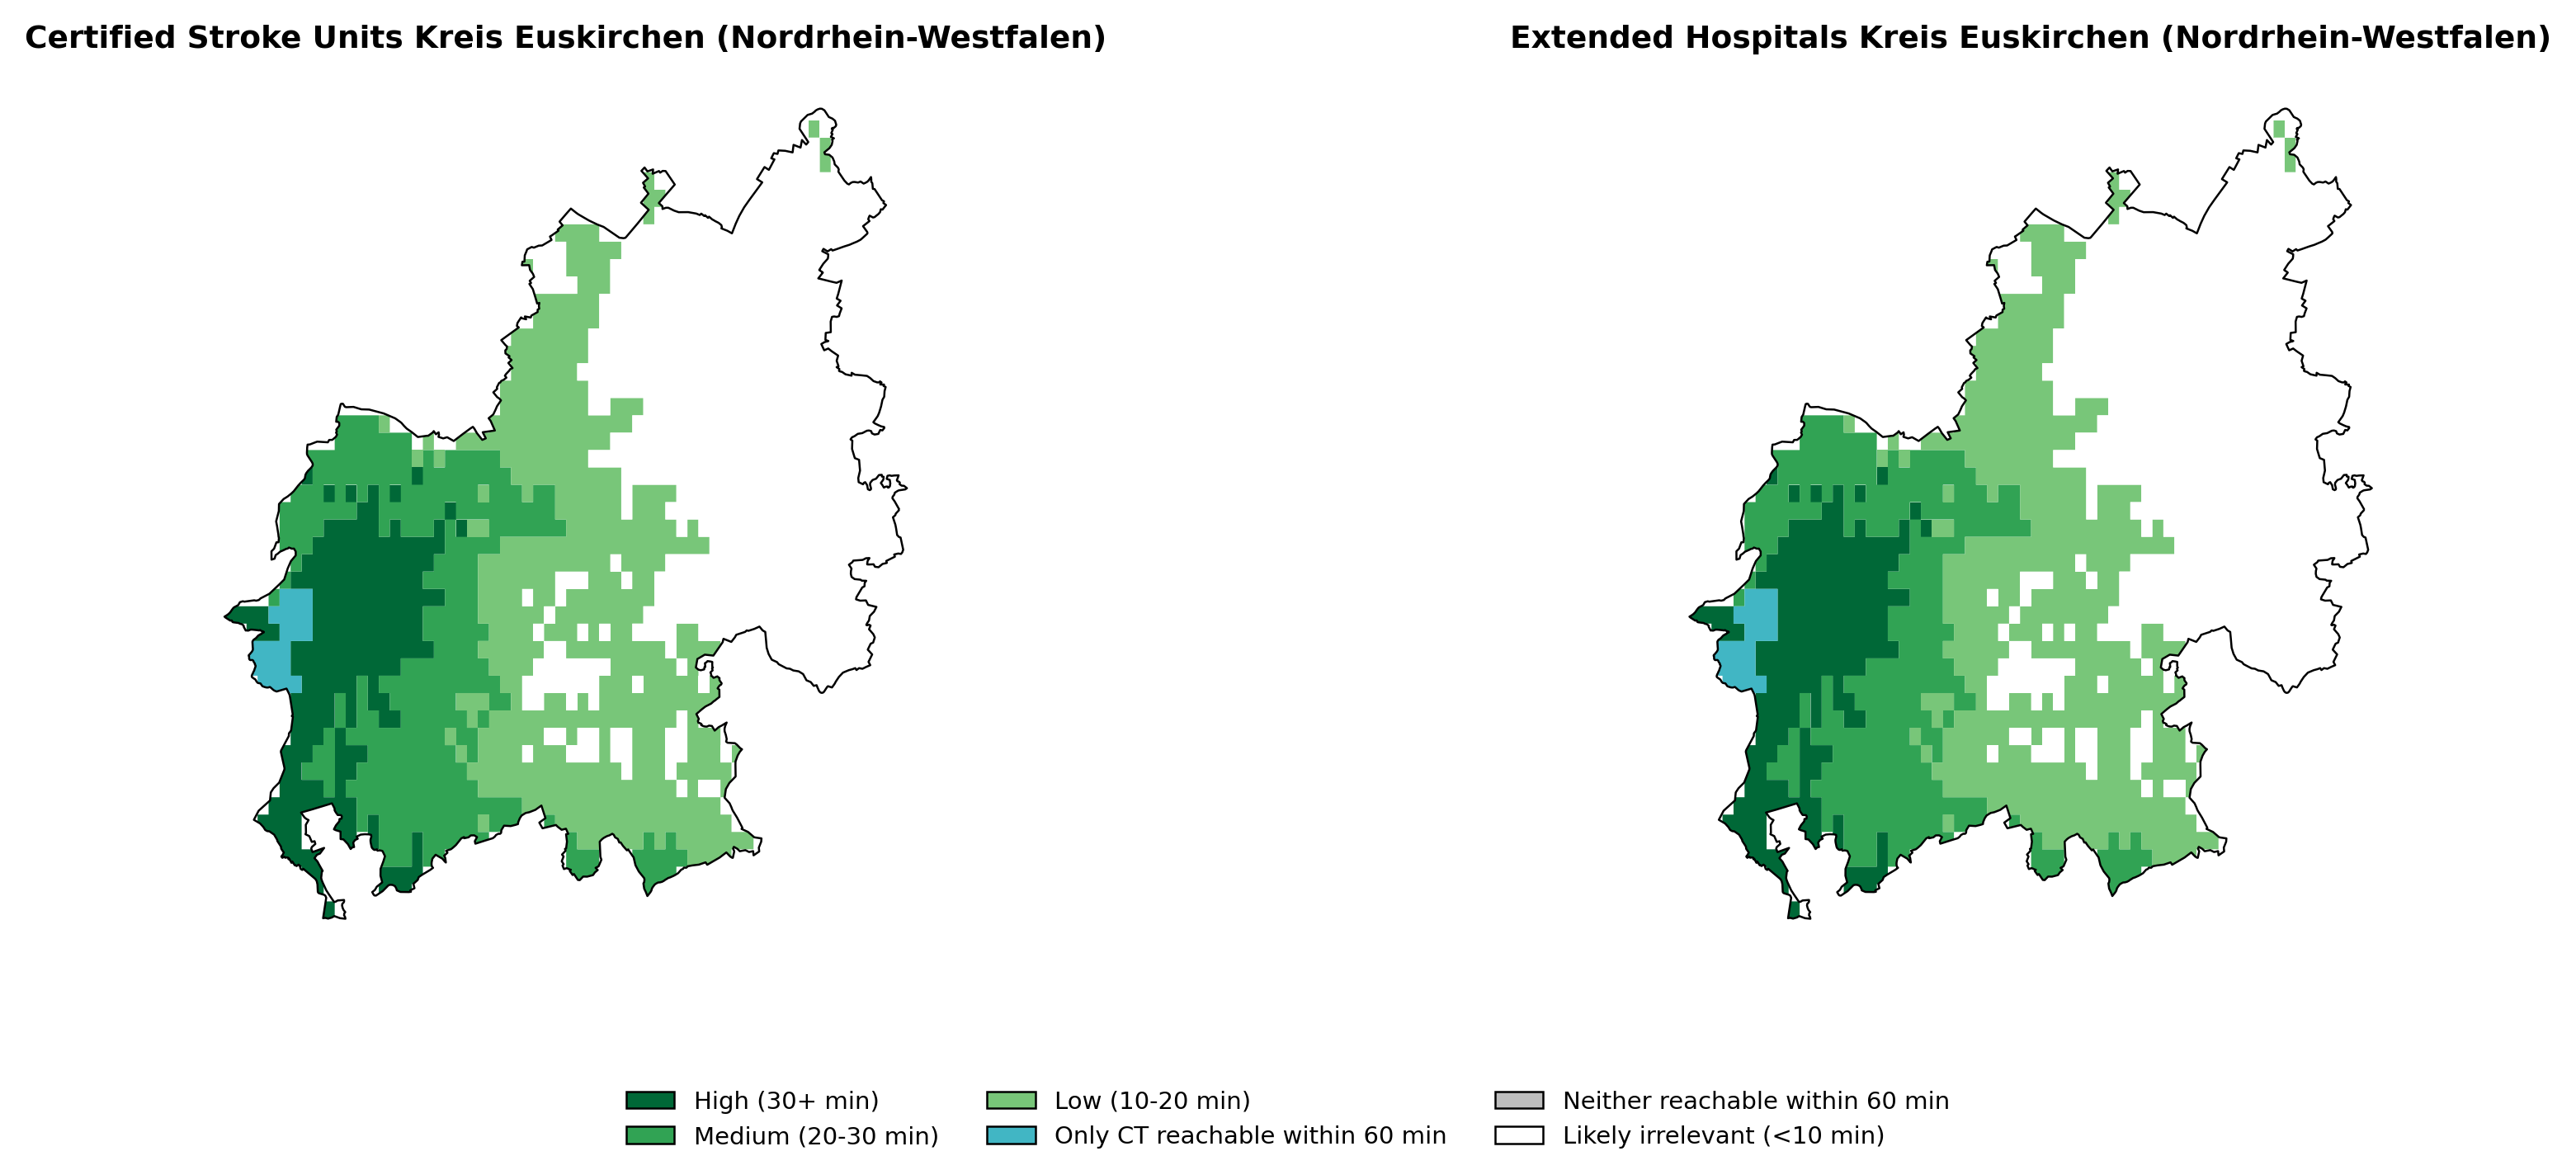 Certified Stroke Units Kreis Euskirchen (Nordrhein-Westfalen)
Extended Hospitals Kreis Euskirchen (Nordrhein-Westfalen)
High (30+ min)
Medium (20-30 min)
Low (10-20 min)
Only CT reachable within 60 min
Neither reachable within 60 min
Likely irrelevant (<10 min)